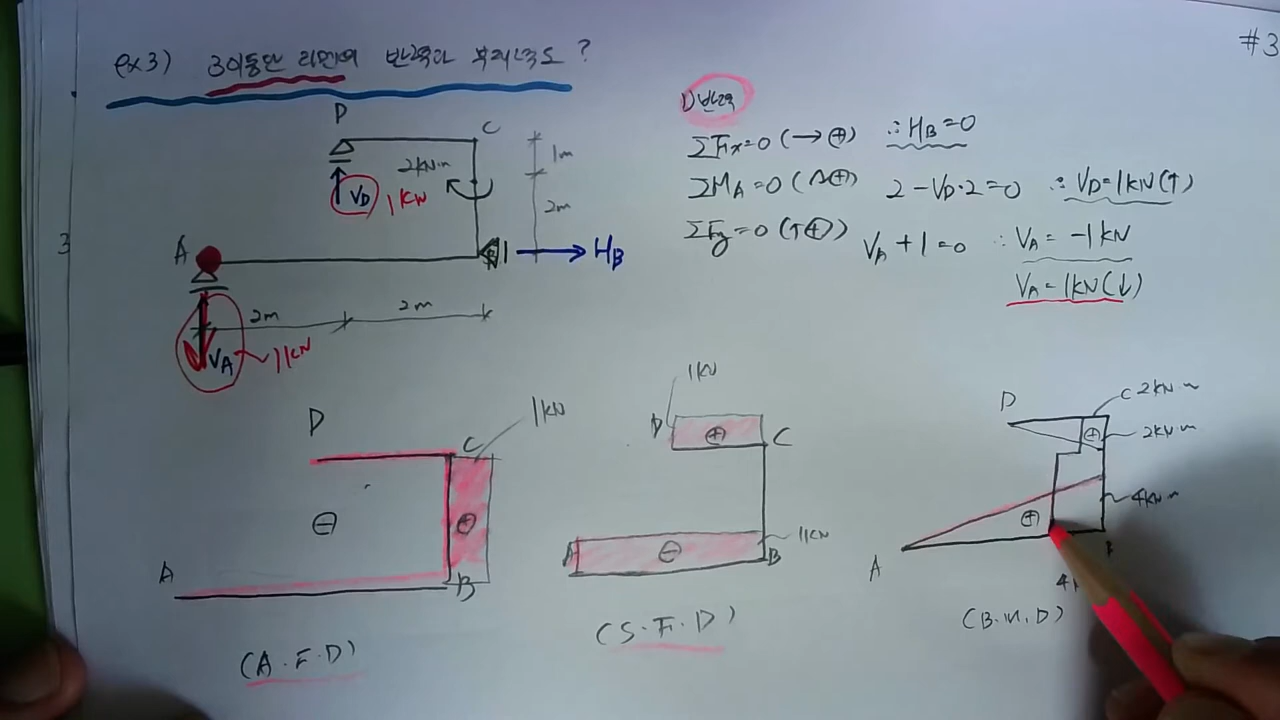 #3
ex3) 3이동단 라멘의 반력과 부재력도?
D
C
2kN·m
1m
VD 1kN
2m
3
A
HB
2m
2m
VA 1kN
1) 반력
ΣFx=0 (→⊕) ∴ HB=0
ΣMA=0 (⊕) 2-VD·2=0 ∴ VD=1kN(↑)
ΣFy=0 (↑⊕) VA+1=0 ∴ VA=-1kN
VA=1kN(↓)
D
C
1kN
⊖
⊕
A
B
(A.F.D)
1kN
D
⊕
C
A
⊖
1kN
B
(S.F.D)
D
C 2kN·m
⊕
2kN·m
4kN·m
⊕
A
B
(B.M.D)